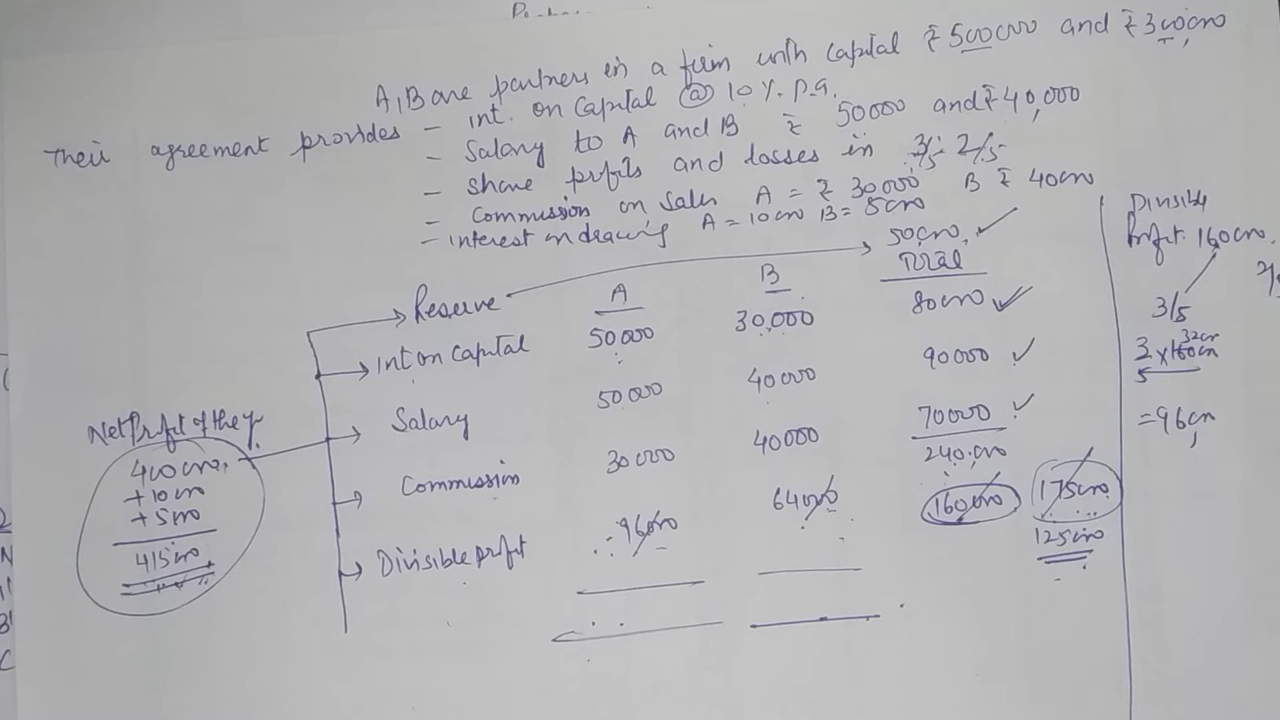 A, B are partners in a firm with capital ₹ 500000 and ₹ 300000
Their agreement provides - int. on Capital @ 10 %. p.a.
- Salary to A and B ₹ 50000 and ₹ 40,000
- Share profits and losses in 3/5 : 2/5
- Commission on Sales A = ₹ 30000 B ₹ 40000
- interest on drawing A = 10000 B = 5000
Reserve 50000
A B Total
Int on Capital 50000 30,000 80000
Salary 50000 40000 90000
Commission 30000 40000 70000
240,000
Divisible profit 96000 64000 160000 175000
125000
Net Profit of the y.
400000
+ 10000
+ 5000
415000
Divisible
Profit. 160000
3/5
3/5 x 160000 32000
= 96000